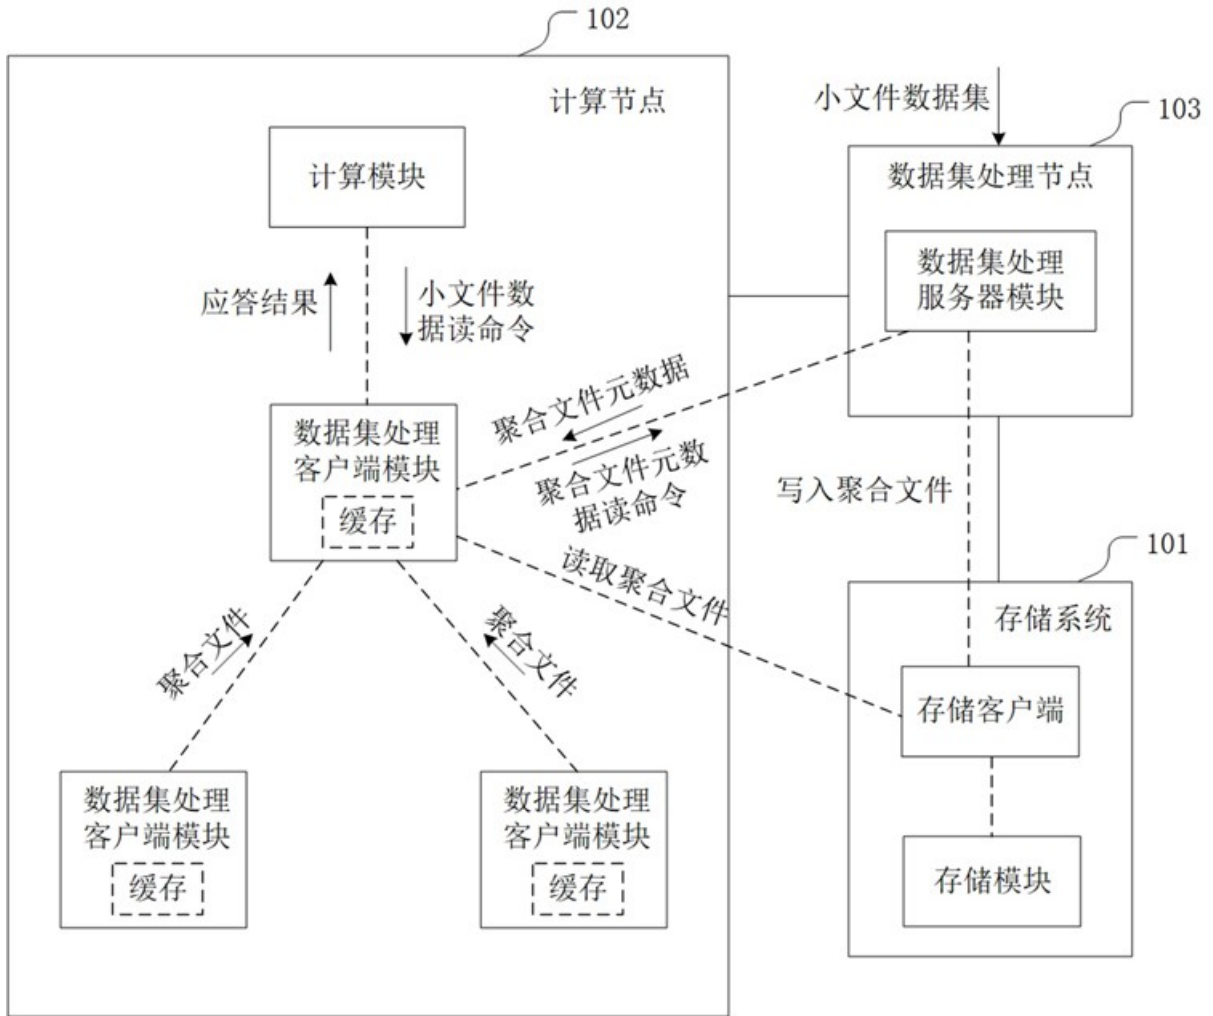 102
计算节点
小文件数据集
103
计算模块
数据集处理节点
数据集处理
服务器模块
应答结果
小文件数
据读命令
聚合文件元数据
聚合文件元数
据读命令
数据集处理
客户端模块
缓存
写入聚合文件
读取聚合文件
101
存储系统
聚合文件
聚合文件
存储客户端
数据集处理
客户端模块
缓存
数据集处理
客户端模块
缓存
存储模块